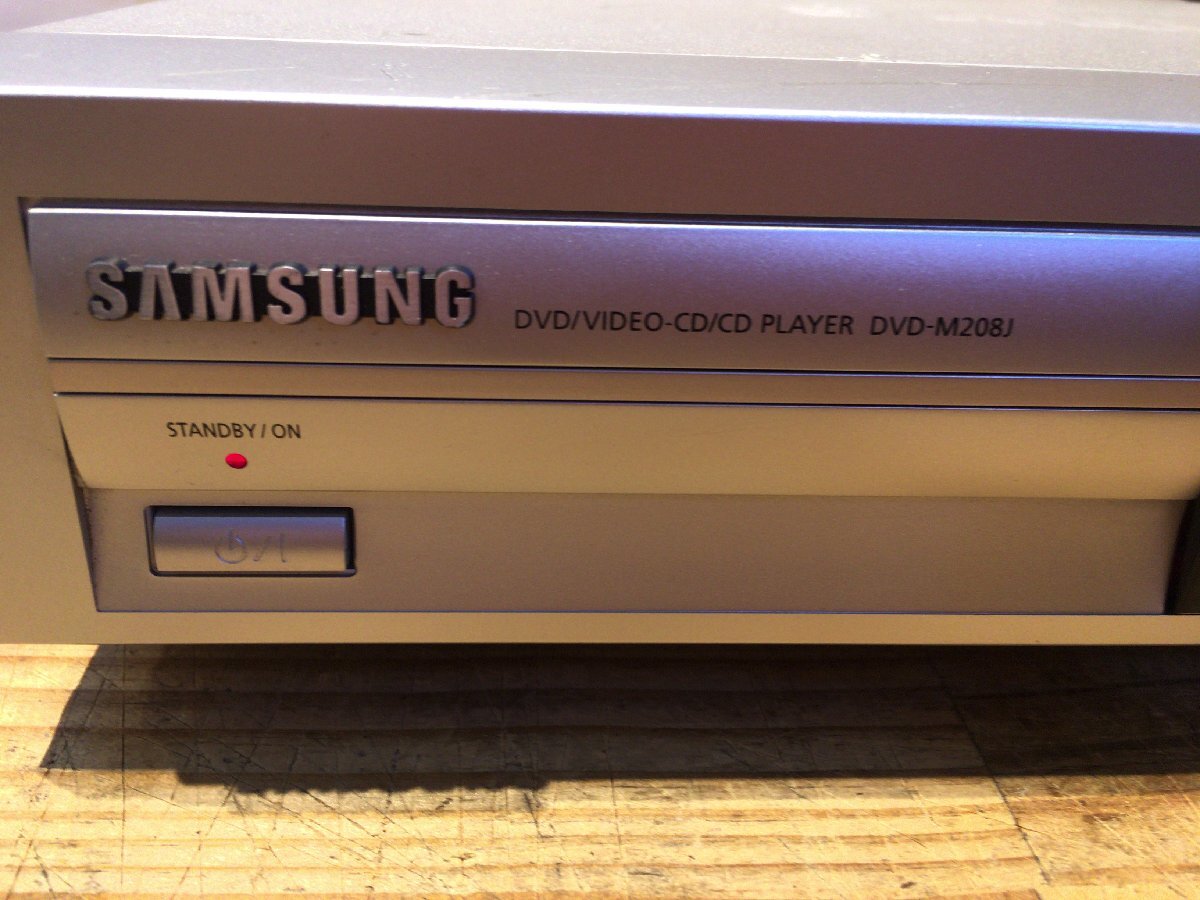 SAMSUNG
DVD/VIDEO-CD/CD PLAYER DVD-M208J
STANDBY / ON